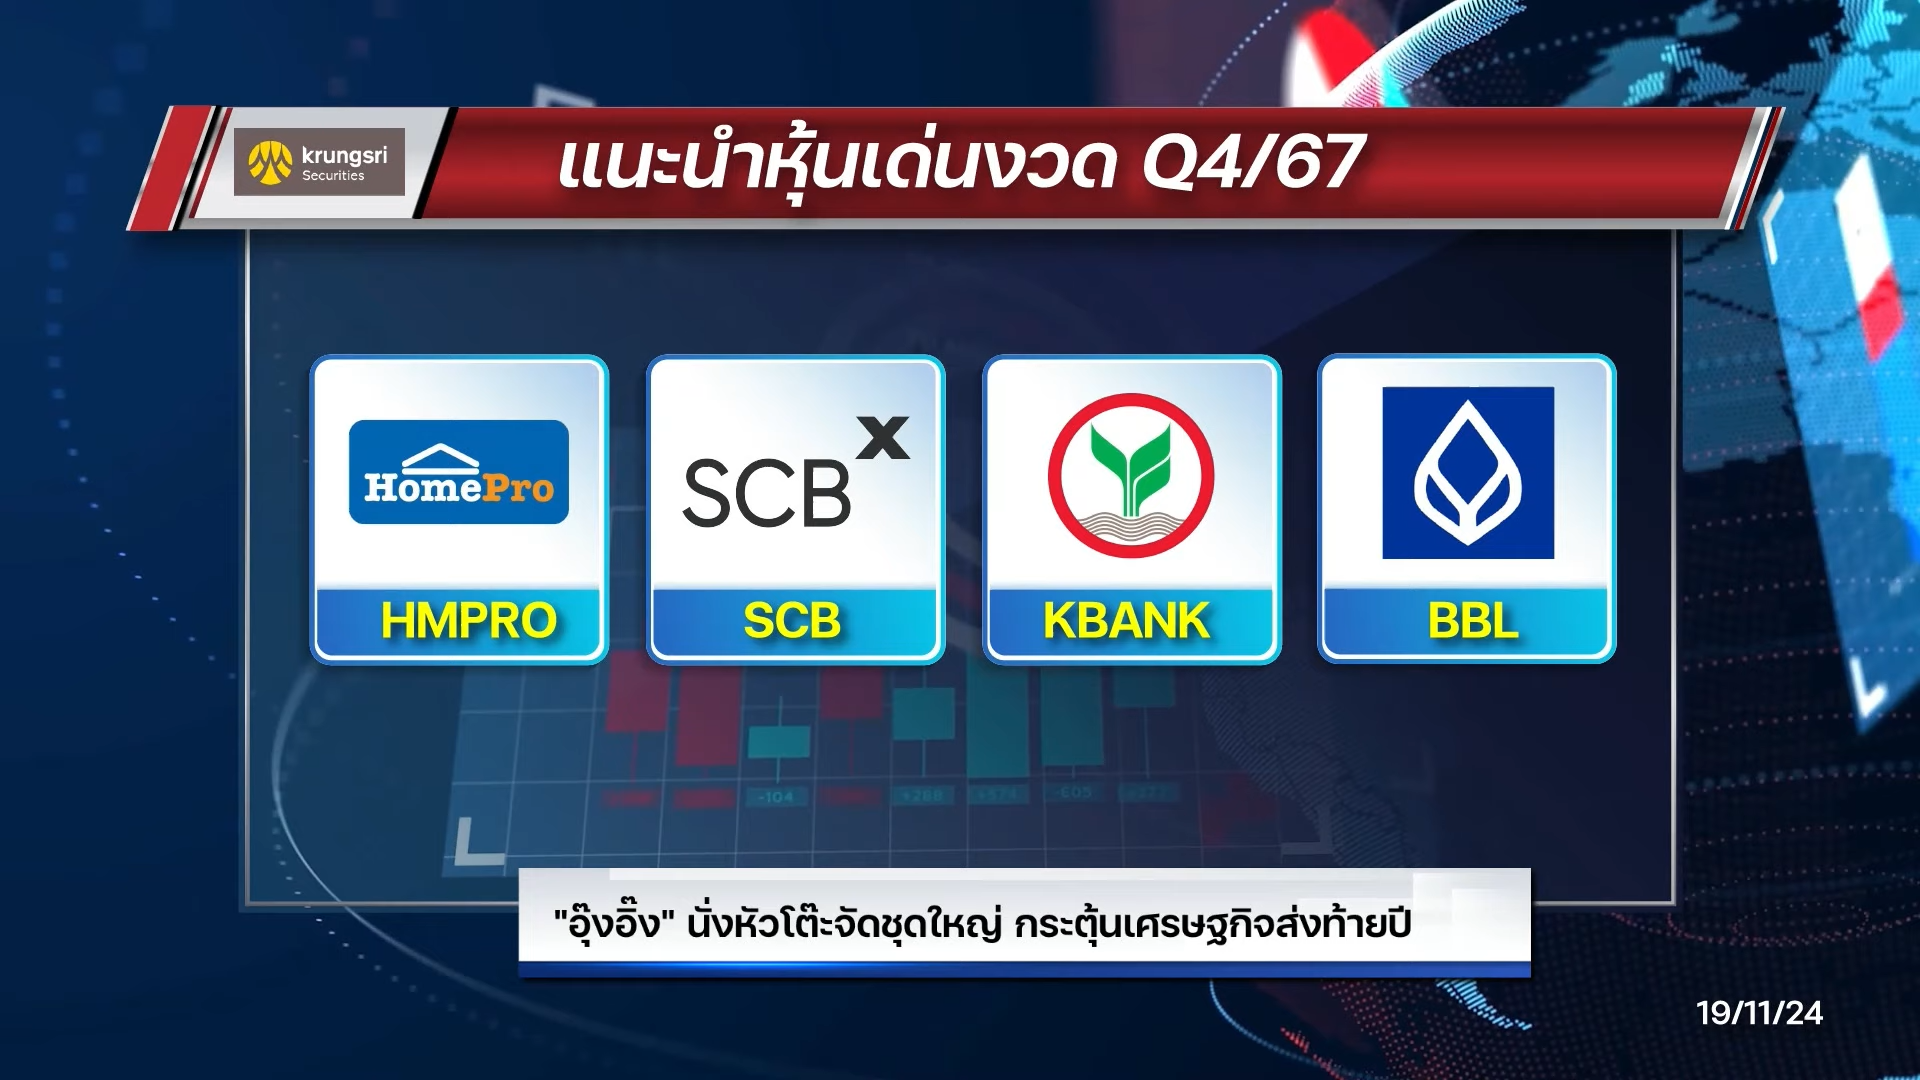 krungsri
Securities
แนะนำหุ้นเด่นงวด Q4/67
HomePro
SCB X
HMPRO
SCB
KBANK
BBL
-104
"อุ๊งอิ๊ง" นั่งหัวโต๊ะจัดชุดใหญ่ กระตุ้นเศรษฐกิจส่งท้ายปี
19/11/24